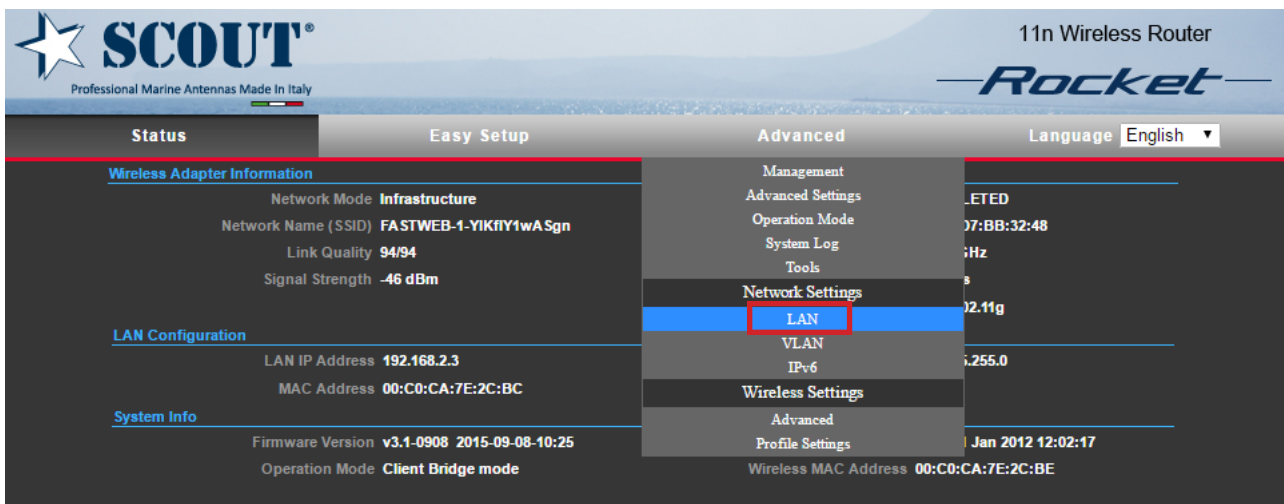 SCOUT®
Professional Marine Antennas Made In Italy
11n Wireless Router
Rocket
Status Easy Setup Advanced Language English
Wireless Adapter Information
Network Mode Infrastructure
Network Name (SSID)
Link Quality 94/94
Signal Strength -46 dBm
LAN Configuration
LAN IP Address 192.168.2.3
MAC Address 00:C0:CA:7E:2C:BC
System Info
Firmware Version v3.1-0908 2015-09-08-10:25
Operation Mode Client Bridge mode
Management
Advanced Settings
Operation Mode
System Log
Tools
Network Settings
LAN
VLAN
IPv6
Wireless Settings
Advanced
Profile Settings
LETED
07:BB:32:48
GHz
s
02.11g
5.255.0
Jan 2012 12:02:17
Wireless MAC Address 00:C0:CA:7E:2C:BE